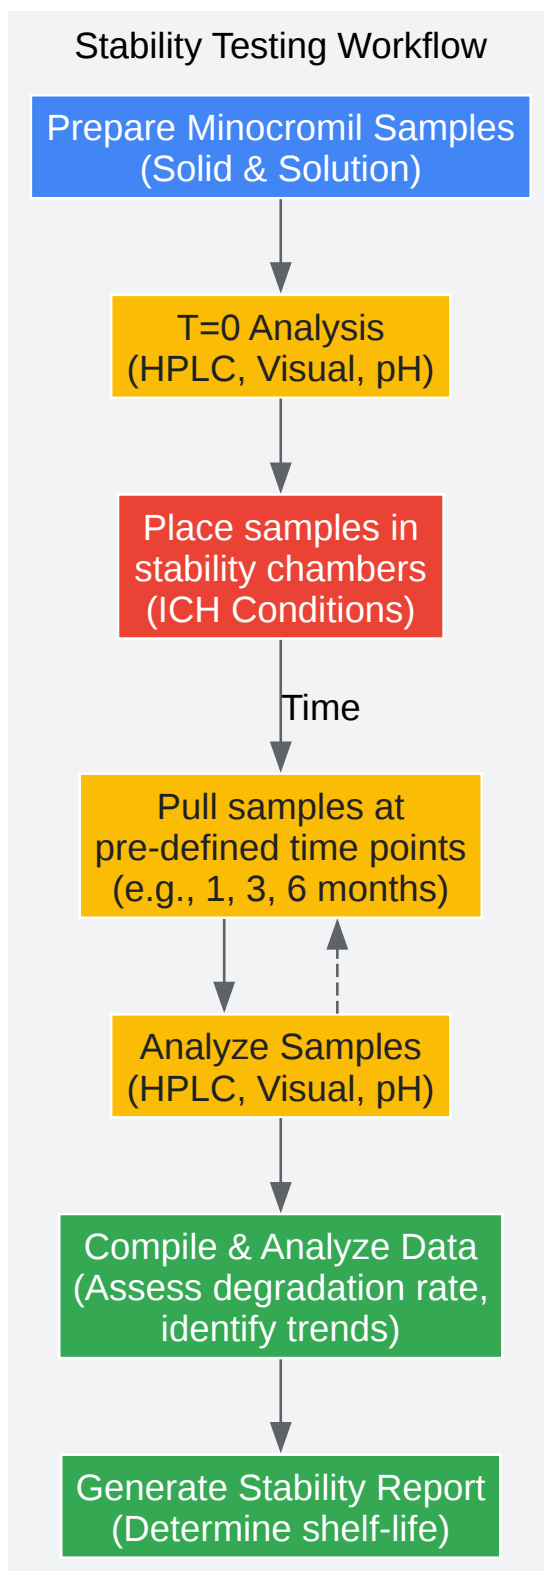 Stability Testing Workflow
Prepare Minocromil Samples
(Solid & Solution)
T=0 Analysis
(HPLC, Visual, pH)
Place samples in
stability chambers
(ICH Conditions)
Time
Pull samples at
pre-defined time points
(e.g., 1, 3, 6 months)
Analyze Samples
(HPLC, Visual, pH)
Compile & Analyze Data
(Assess degradation rate,
identify trends)
Generate Stability Report
(Determine shelf-life)